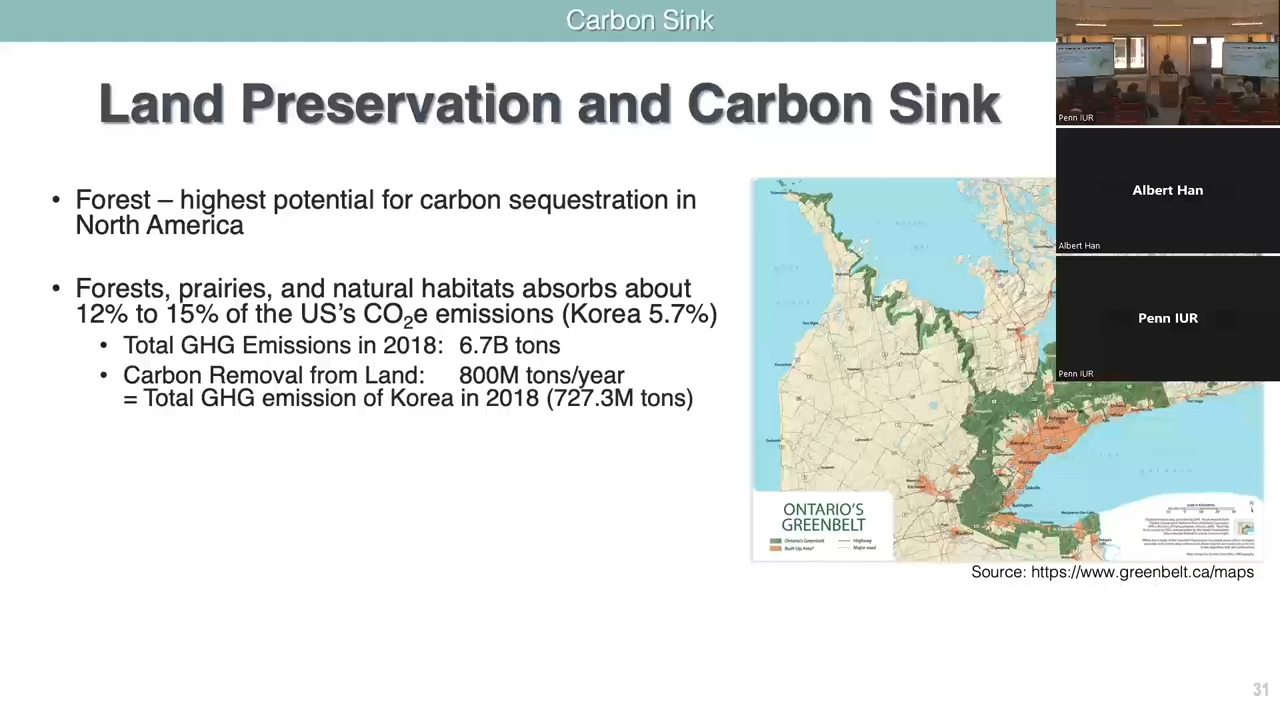 Carbon Sink
Land Preservation and Carbon Sink
• Forest – highest potential for carbon sequestration in
North America
• Forests, prairies, and natural habitats absorbs about
12% to 15% of the US’s CO₂e emissions (Korea 5.7%)
• Total GHG Emissions in 2018: 6.7B tons
• Carbon Removal from Land: 800M tons/year
= Total GHG emission of Korea in 2018 (727.3M tons)
ONTARIO’S
GREENBELT
Ontario's Greenbelt
Built Up Area*
Highway
Major road
Toronto
Burlington
Source: https://www.greenbelt.ca/maps
31
Penn IUR
Albert Han
Albert Han
Penn IUR
Penn IUR